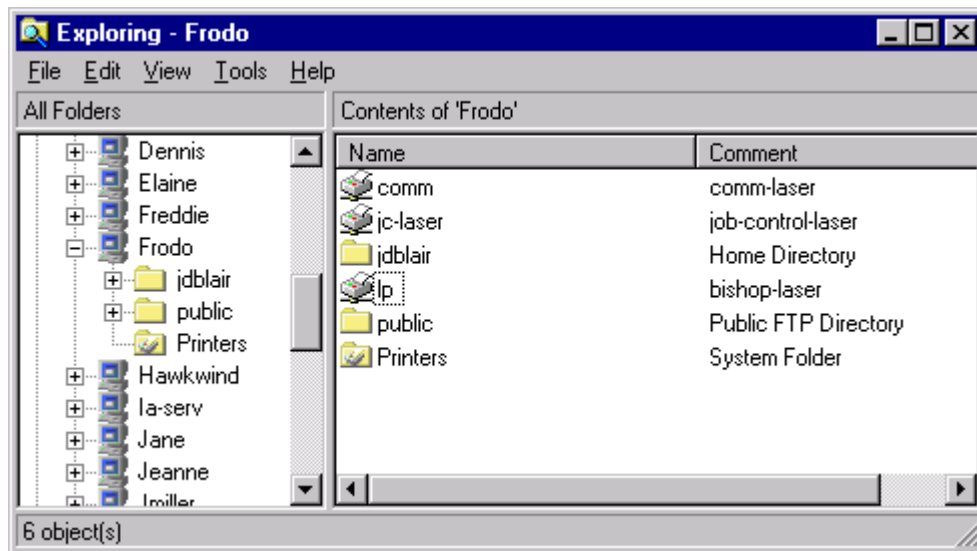 Exploring - Frodo
File Edit View Tools Help
All Folders
Contents of 'Frodo'
Dennis
Elaine
Freddie
Frodo
jdblair
public
Printers
Hawkwind
la-serv
Jane
Jeanne
Jmiller
Name Comment
comm comm-laser
jc-laser job-control-laser
jdblair Home Directory
lp bishop-laser
public Public FTP Directory
Printers System Folder
6 object(s)